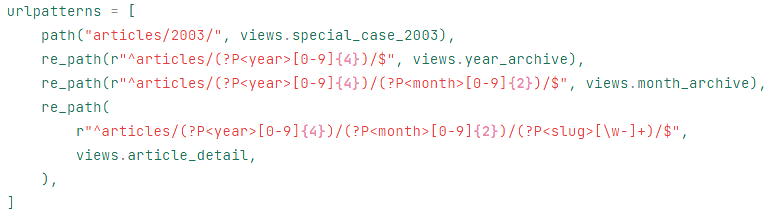 urlpatterns = [
    path("articles/2003/", views.special_case_2003),
    re_path(r"^articles/(?P<year>[0-9]{4})/$", views.year_archive),
    re_path(r"^articles/(?P<year>[0-9]{4})/(?P<month>[0-9]{2})/$", views.month_archive),
    re_path(
        r"^articles/(?P<year>[0-9]{4})/(?P<month>[0-9]{2})/(?P<slug>[\w-]+)/$",
        views.article_detail,
    ),
]